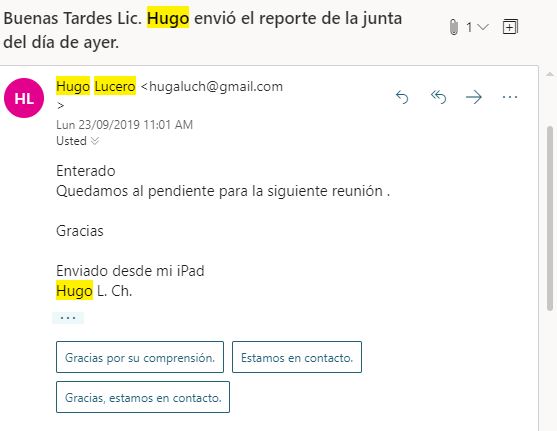 Buenas Tardes Lic. Hugo envió el reporte de la junta
del día de ayer.
1
HL
Hugo Lucero <hugaluch@gmail.com
>
Lun 23/09/2019 11:01 AM
Usted
Enterado
Quedamos al pendiente para la siguiente reunión .
Gracias
Enviado desde mi iPad
Hugo L. Ch.
...
Gracias por su comprensión.
Estamos en contacto.
Gracias, estamos en contacto.